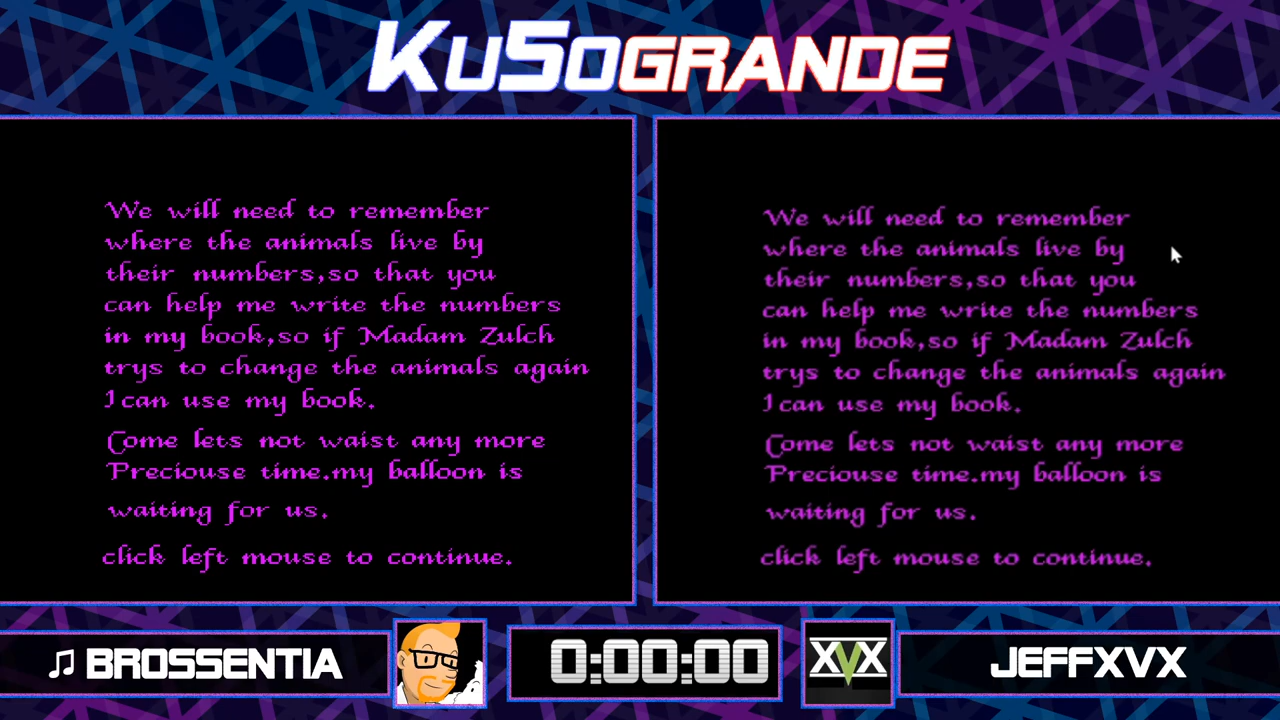 KUSOGRANDE
We will need to remember
where the animals live by
their numbers,so that you
can help me write the numbers
in my book,so if Madam Zulch
trys to change the animals again
I can use my book.
Come lets not waist any more
Preciouse time.my balloon is
waiting for us.
click left mouse to continue.
We will need to remember
where the animals live by
their numbers,so that you
can help me write the numbers
in my book,so if Madam Zulch
trys to change the animals again
I can use my book.
Come lets not waist any more
Preciouse time.my balloon is
waiting for us.
click left mouse to continue.
♫ BROSSENTIA
0:00:00
XVX
JEFFXVX